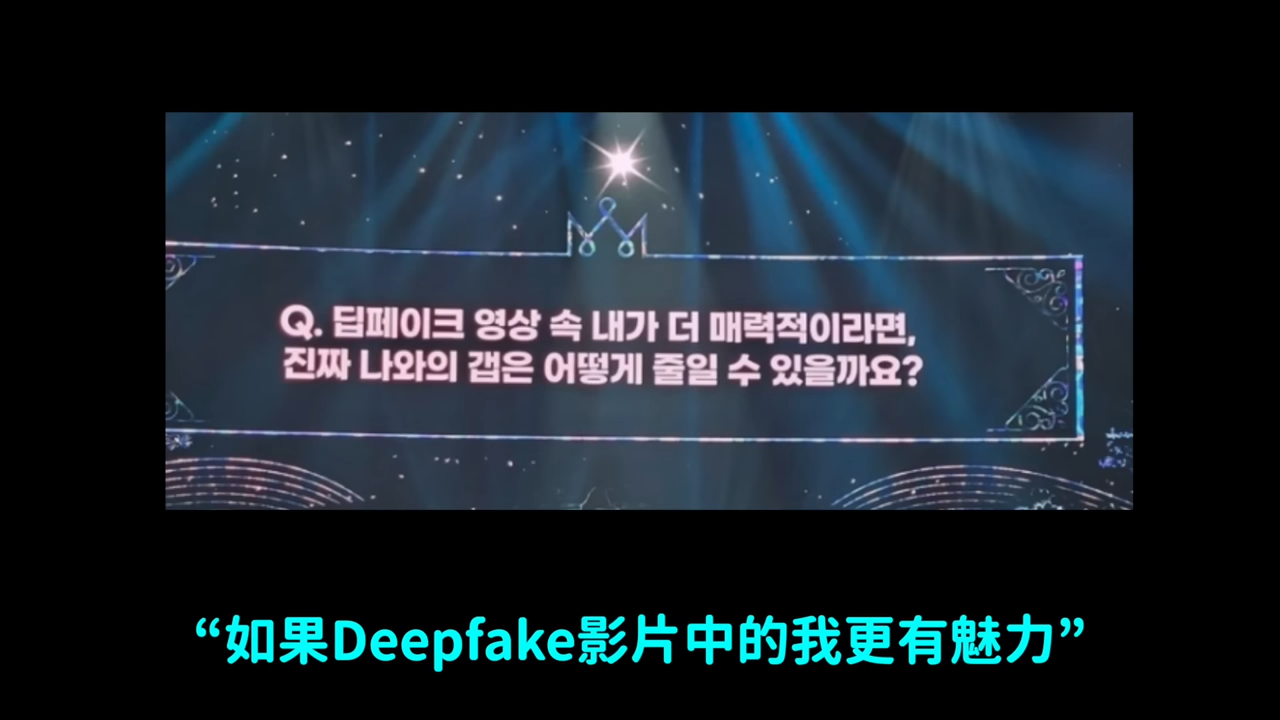 Q. 딥페이크 영상 속 내가 더 매력적이라면,
진짜 나와의 갭은 어떻게 줄일 수 있을까요?
“如果Deepfake影片中的我更有魅力”